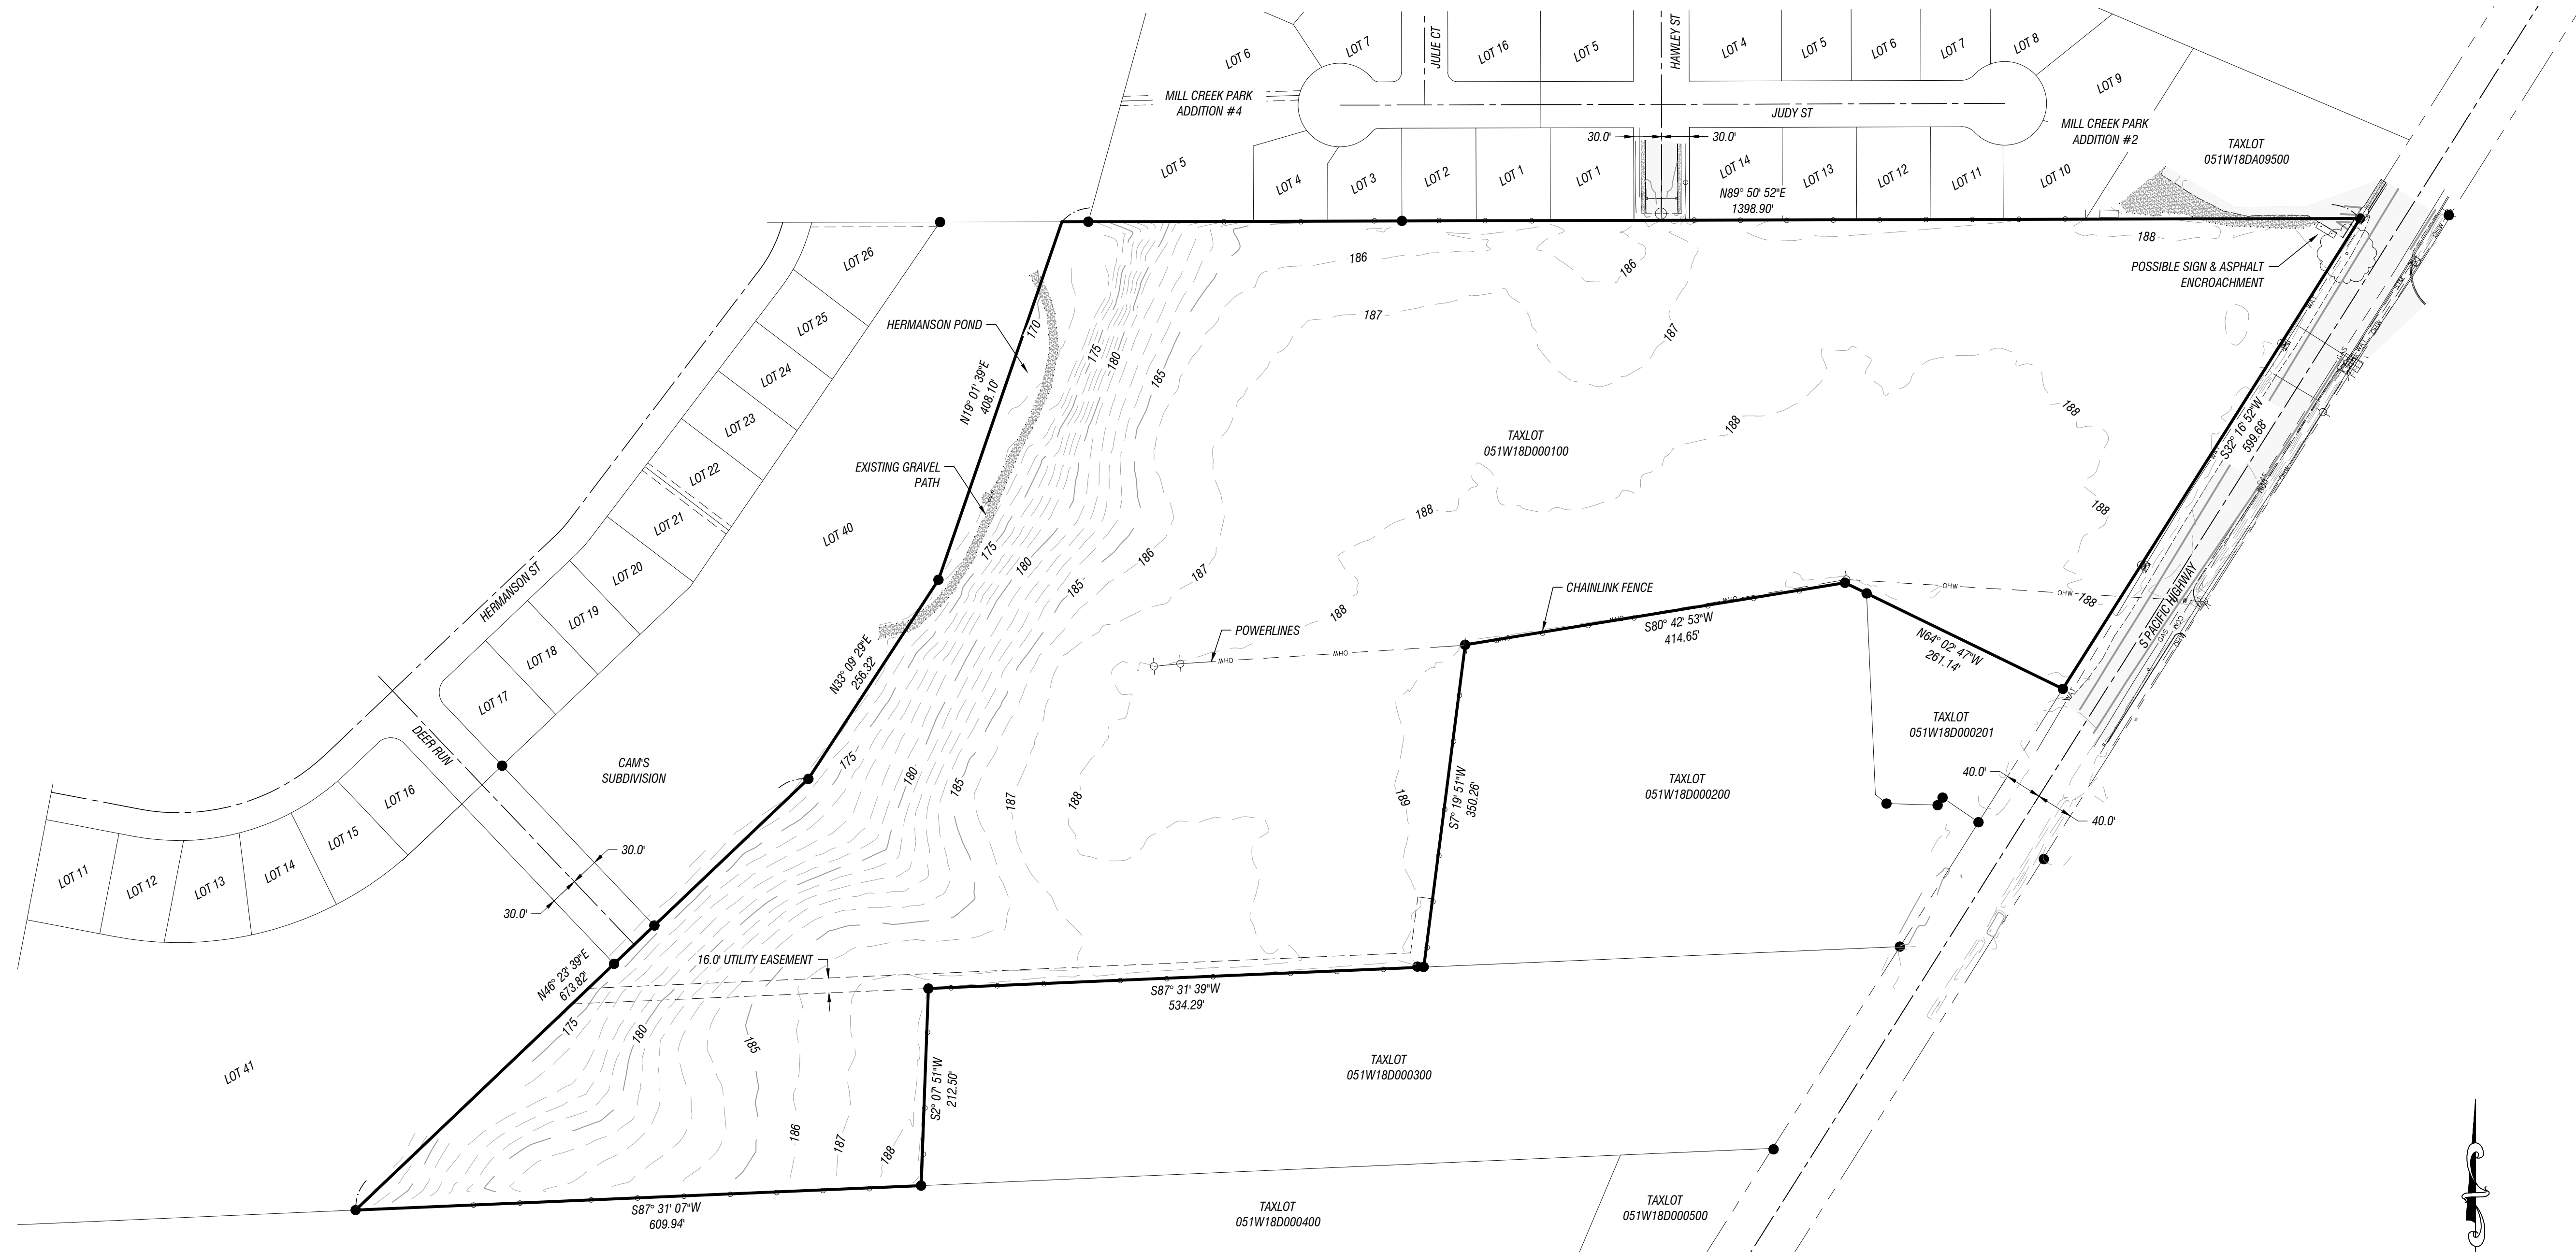 LOT 6
LOT 7
JULIE CT
LOT 16
LOT 5
HAWLEY ST
LOT 4
LOT 5
LOT 6
LOT 7
LOT 8
LOT 9
MILL CREEK PARK
ADDITION #4
JUDY ST
MILL CREEK PARK
ADDITION #2
TAXLOT
051W18DA09500
30.0'
30.0'
LOT 5
LOT 4
LOT 3
LOT 2
LOT 1
LOT 1
LOT 14
LOT 13
LOT 12
LOT 11
LOT 10
N89° 50' 52"E
1398.90'
188
186
186
187
187
POSSIBLE SIGN & ASPHALT
ENCROACHMENT
LOT 26
LOT 25
LOT 24
LOT 23
LOT 22
LOT 21
LOT 20
LOT 19
LOT 18
LOT 17
HERMANSON POND
170
175
180
185
N19° 01' 39"E
408.10'
EXISTING GRAVEL
PATH
LOT 40
TAXLOT
051W18D000100
188
188
188
188
188
188
S32° 16' 52"W
599.68'
S PACIFIC HIGHWAY
HERMANSON ST
175
180
185
186
187
CHAINLINK FENCE
POWERLINES
OHW
OHW
OHW
OHW
OHW
OHW
OHW
S80° 42' 53"W
414.65'
N64° 02' 47"W
261.14'
N33° 09' 29"E
256.32'
DEER RUN
CAM'S
SUBDIVISION
175
180
185
187
188
189
S7° 19' 51"W
350.26'
TAXLOT
051W18D000201
TAXLOT
051W18D000200
40.0'
40.0'
LOT 11
LOT 12
LOT 13
LOT 14
LOT 15
LOT 16
30.0'
30.0'
N46° 23' 39"E
673.82'
16.0' UTILITY EASEMENT
S87° 31' 39"W
534.29'
175
180
185
186
187
188
S2° 07' 51"W
212.50'
LOT 41
TAXLOT
051W18D000300
S87° 31' 07"W
609.94'
TAXLOT
051W18D000400
TAXLOT
051W18D000500